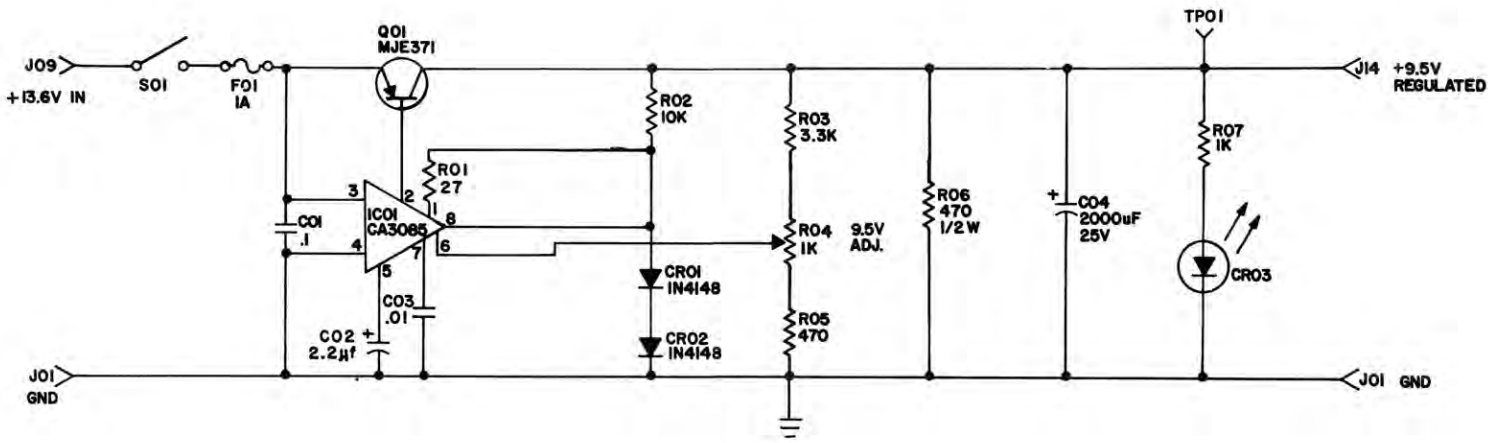 TP01
Q01
MJE371
J09
+13.6V IN
S01
F01
1A
J14 +9.5V
REGULATED
R02
10K
R03
3.3K
R07
1K
R01
27
3
2
1
8
IC01
CA3085
C01
.1
4
6
7
5
R04
1K
9.5V
ADJ.
R06
470
1/2W
+
C04
2000uF
25V
CR01
1N4148
CR03
C03
.01
C02
+
2.2µf
CR02
1N4148
R05
470
J01
GND
J01 GND